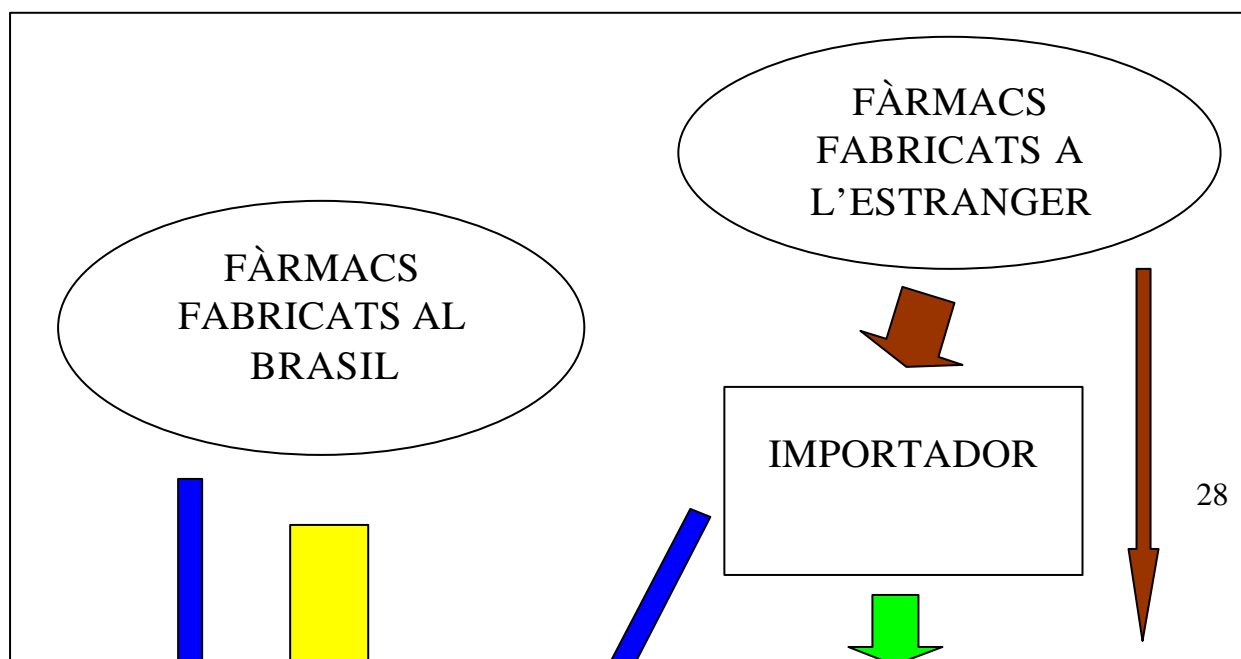 FÀRMACS
FABRICATS A
L’ESTRANGER
FÀRMACS
FABRICATS AL
BRASIL
IMPORTADOR
28